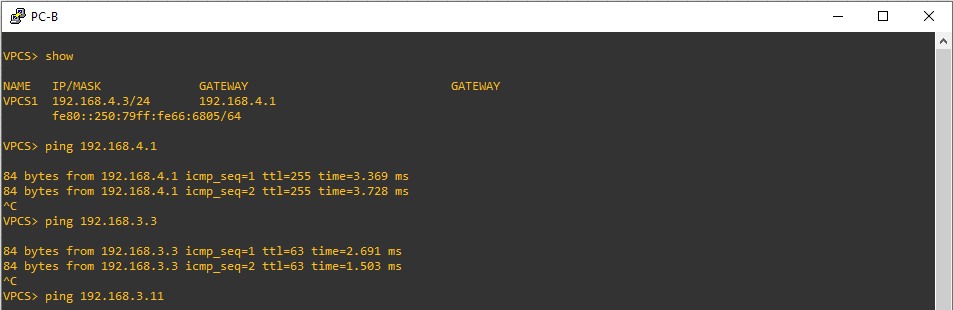 PC-B
VPCS> show
NAME   IP/MASK              GATEWAY                             GATEWAY
VPCS1  192.168.4.3/24       192.168.4.1
       fe80::250:79ff:fe66:6805/64
VPCS> ping 192.168.4.1
84 bytes from 192.168.4.1 icmp_seq=1 ttl=255 time=3.369 ms
84 bytes from 192.168.4.1 icmp_seq=2 ttl=255 time=3.728 ms
^C
VPCS> ping 192.168.3.3
84 bytes from 192.168.3.3 icmp_seq=1 ttl=63 time=2.691 ms
84 bytes from 192.168.3.3 icmp_seq=2 ttl=63 time=1.503 ms
^C
VPCS> ping 192.168.3.11